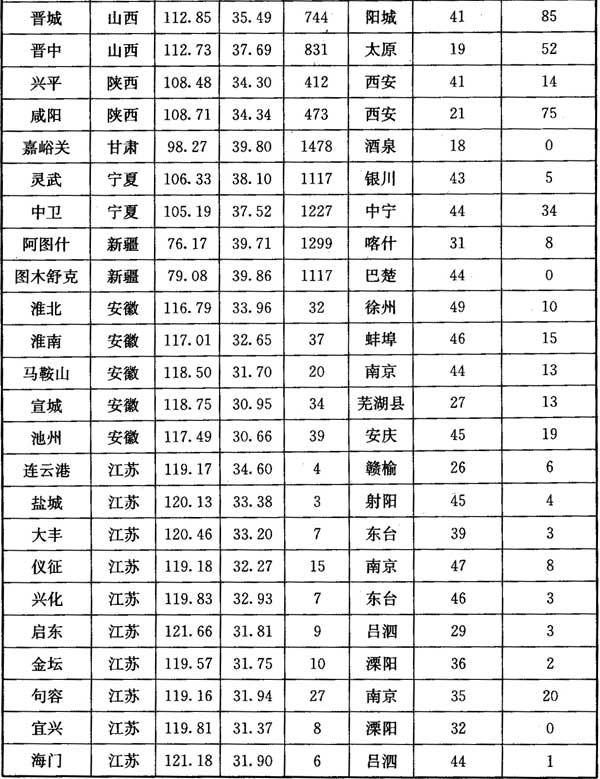 晋城 山西 112.85 35.49 744 阳城 41 85
晋中 山西 112.73 37.69 831 太原 19 52
兴平 陕西 108.48 34.30 412 西安 41 14
咸阳 陕西 108.71 34.34 473 西安 21 75
嘉峪关 甘肃 98.27 39.80 1478 酒泉 18 0
灵武 宁夏 106.33 38.10 1117 银川 43 5
中卫 宁夏 105.19 37.52 1227 中宁 44 34
阿图什 新疆 76.17 39.71 1299 喀什 31 8
图木舒克 新疆 79.08 39.86 1117 巴楚 44 0
淮北 安徽 116.79 33.96 32 徐州 49 10
淮南 安徽 117.01 32.65 37 蚌埠 46 15
马鞍山 安徽 118.50 31.70 20 南京 44 13
宣城 安徽 118.75 30.95 34 芜湖县 27 13
池州 安徽 117.49 30.66 39 安庆 45 19
连云港 江苏 119.17 34.60 4 赣榆 26 6
盐城 江苏 120.13 33.38 3 射阳 45 4
大丰 江苏 120.46 33.20 7 东台 39 3
仪征 江苏 119.18 32.27 15 南京 47 8
兴化 江苏 119.83 32.93 7 东台 46 3
启东 江苏 121.66 31.81 9 吕泗 29 3
金坛 江苏 119.57 31.75 10 溧阳 36 2
句容 江苏 119.16 31.94 27 南京 35 20
宜兴 江苏 119.81 31.37 8 溧阳 32 0
海门 江苏 121.18 31.90 6 吕泗 44 1